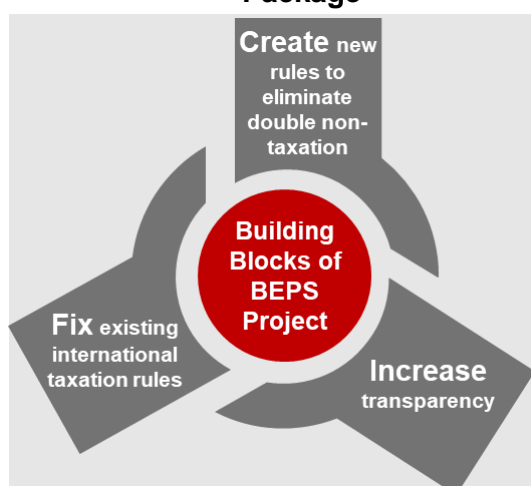 Package
Create new
rules to
eliminate
double non-
taxation
Building
Blocks of
BEPS
Project
Fix existing
international
taxation rules
Increase
transparency